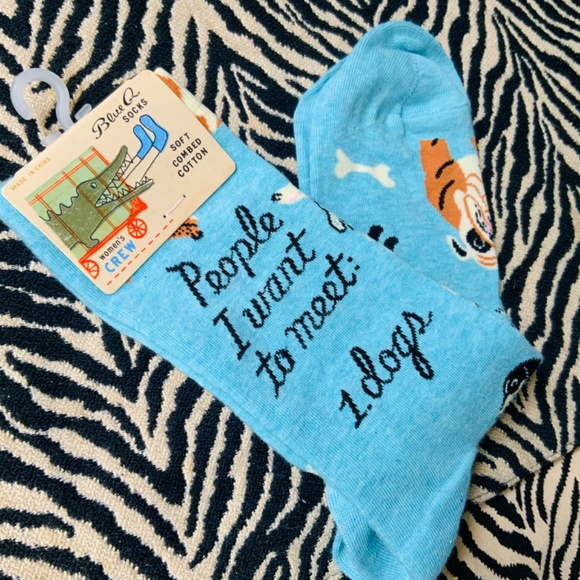 MADE IN CHINA
Blue Q
SOCKS
SOFT
COMBED
COTTON
women's
CREW
People
I want
to meet:
1. dogs